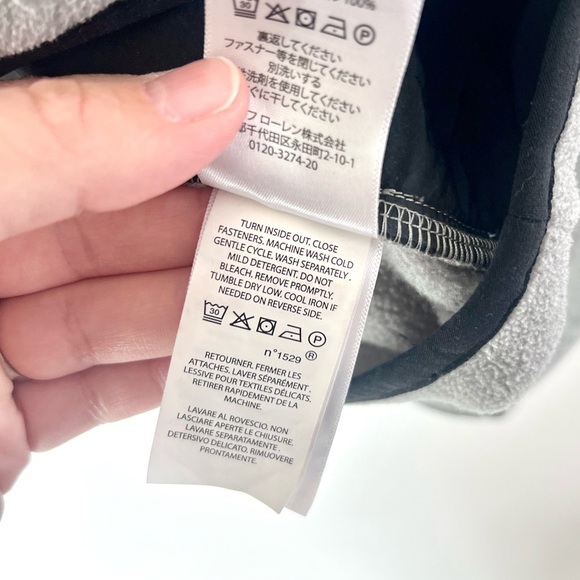 100%
30
裏返してください
ファスナー等を閉じてください
別洗いする
洗剤を使用してください
ぐに干してください
フ ローレン株式会社
都千代田区永田町2-10-1
0120-3274-20
TURN INSIDE OUT. CLOSE
FASTENERS. MACHINE WASH COLD
GENTLE CYCLE. WASH SEPARATELY.
MILD DETERGENT. DO NOT
BLEACH. REMOVE PROMPTLY.
TUMBLE DRY LOW. COOL IRON IF
NEEDED ON REVERSE SIDE.
30 P
n°1529 ®
RETOURNER. FERMER LES
ATTACHES. LAVER SÉPARÉMENT.
LESSIVE POUR TEXTILES DÉLICATS.
RETIRER RAPIDEMENT DE LA
MACHINE.
LAVARE AL ROVESCIO. NON
LASCIARE APERTE LE CHIUSURE.
LAVARE SEPARATAMENTE.
DETERSIVO DELICATO. RIMUOVERE
PRONTAMENTE.